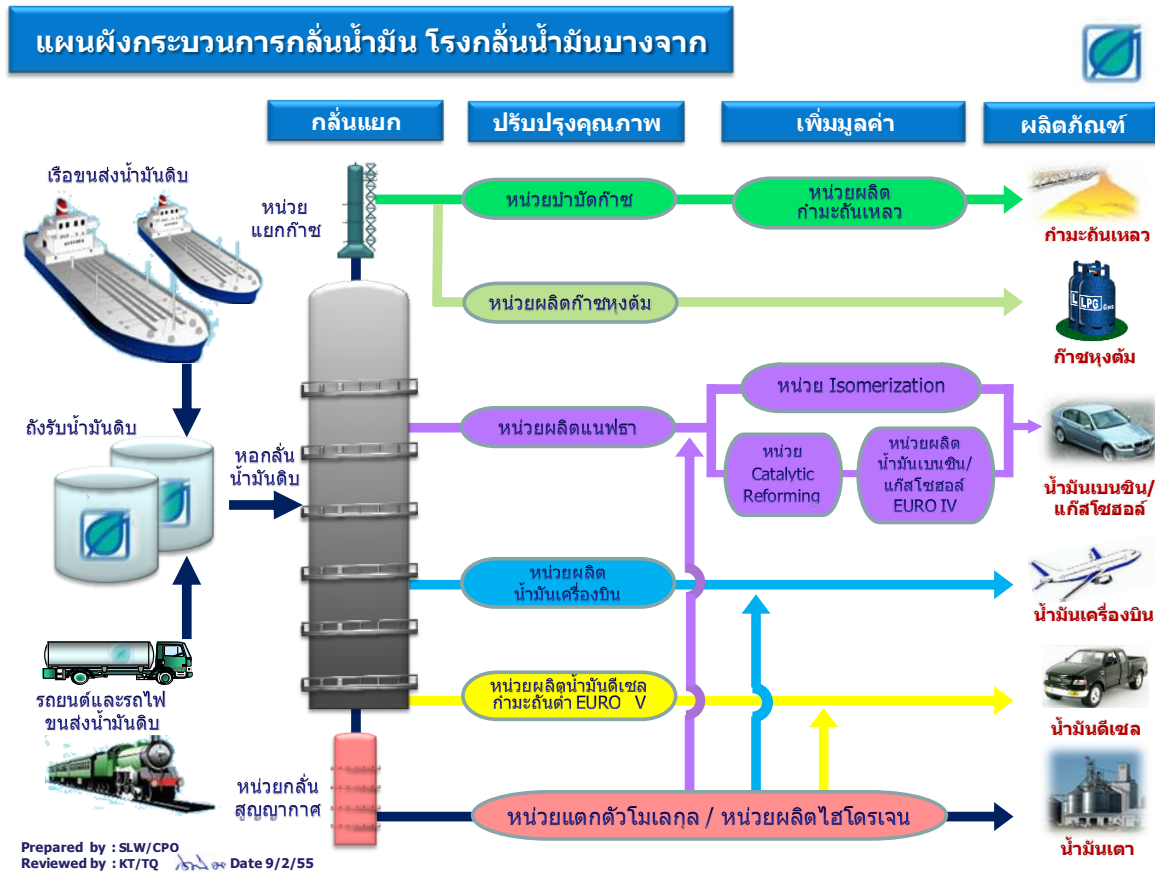 แผนผังกระบวนการกลั่นน้ำมัน โรงกลั่นน้ำมันบางจาก
กลั่นแยก
ปรับปรุงคุณภาพ
เพิ่มมูลค่า
ผลิตภัณฑ์
เรือขนส่งน้ำมันดิบ
หน่วย
แยกก๊าซ
หน่วยบำบัดก๊าซ
หน่วยผลิต
กำมะถันเหลว
กำมะถันเหลว
หน่วยผลิตก๊าซหุงต้ม
LPG Gas
ก๊าซหุงต้ม
ถังรับน้ำมันดิบ
หอกลั่น
น้ำมันดิบ
หน่วยผลิตแนฟธา
หน่วย Isomerization
หน่วย
Catalytic
Reforming
หน่วยผลิต
น้ำมันเบนซิน/
แก๊สโซฮอล์
EURO IV
น้ำมันเบนซิน/
แก๊สโซฮอล์
หน่วยผลิต
น้ำมันเครื่องบิน
น้ำมันเครื่องบิน
รถยนต์และรถไฟ
ขนส่งน้ำมันดิบ
หน่วยผลิตน้ำมันดีเซล
กำมะถันต่ำ EURO V
น้ำมันดีเซล
หน่วยกลั่น
สูญญากาศ
หน่วยแตกตัวโมเลกุล / หน่วยผลิตไฮโดรเจน
น้ำมันเตา
Prepared by : SLW/CPO
Reviewed by : KT/TQ Date 9/2/55